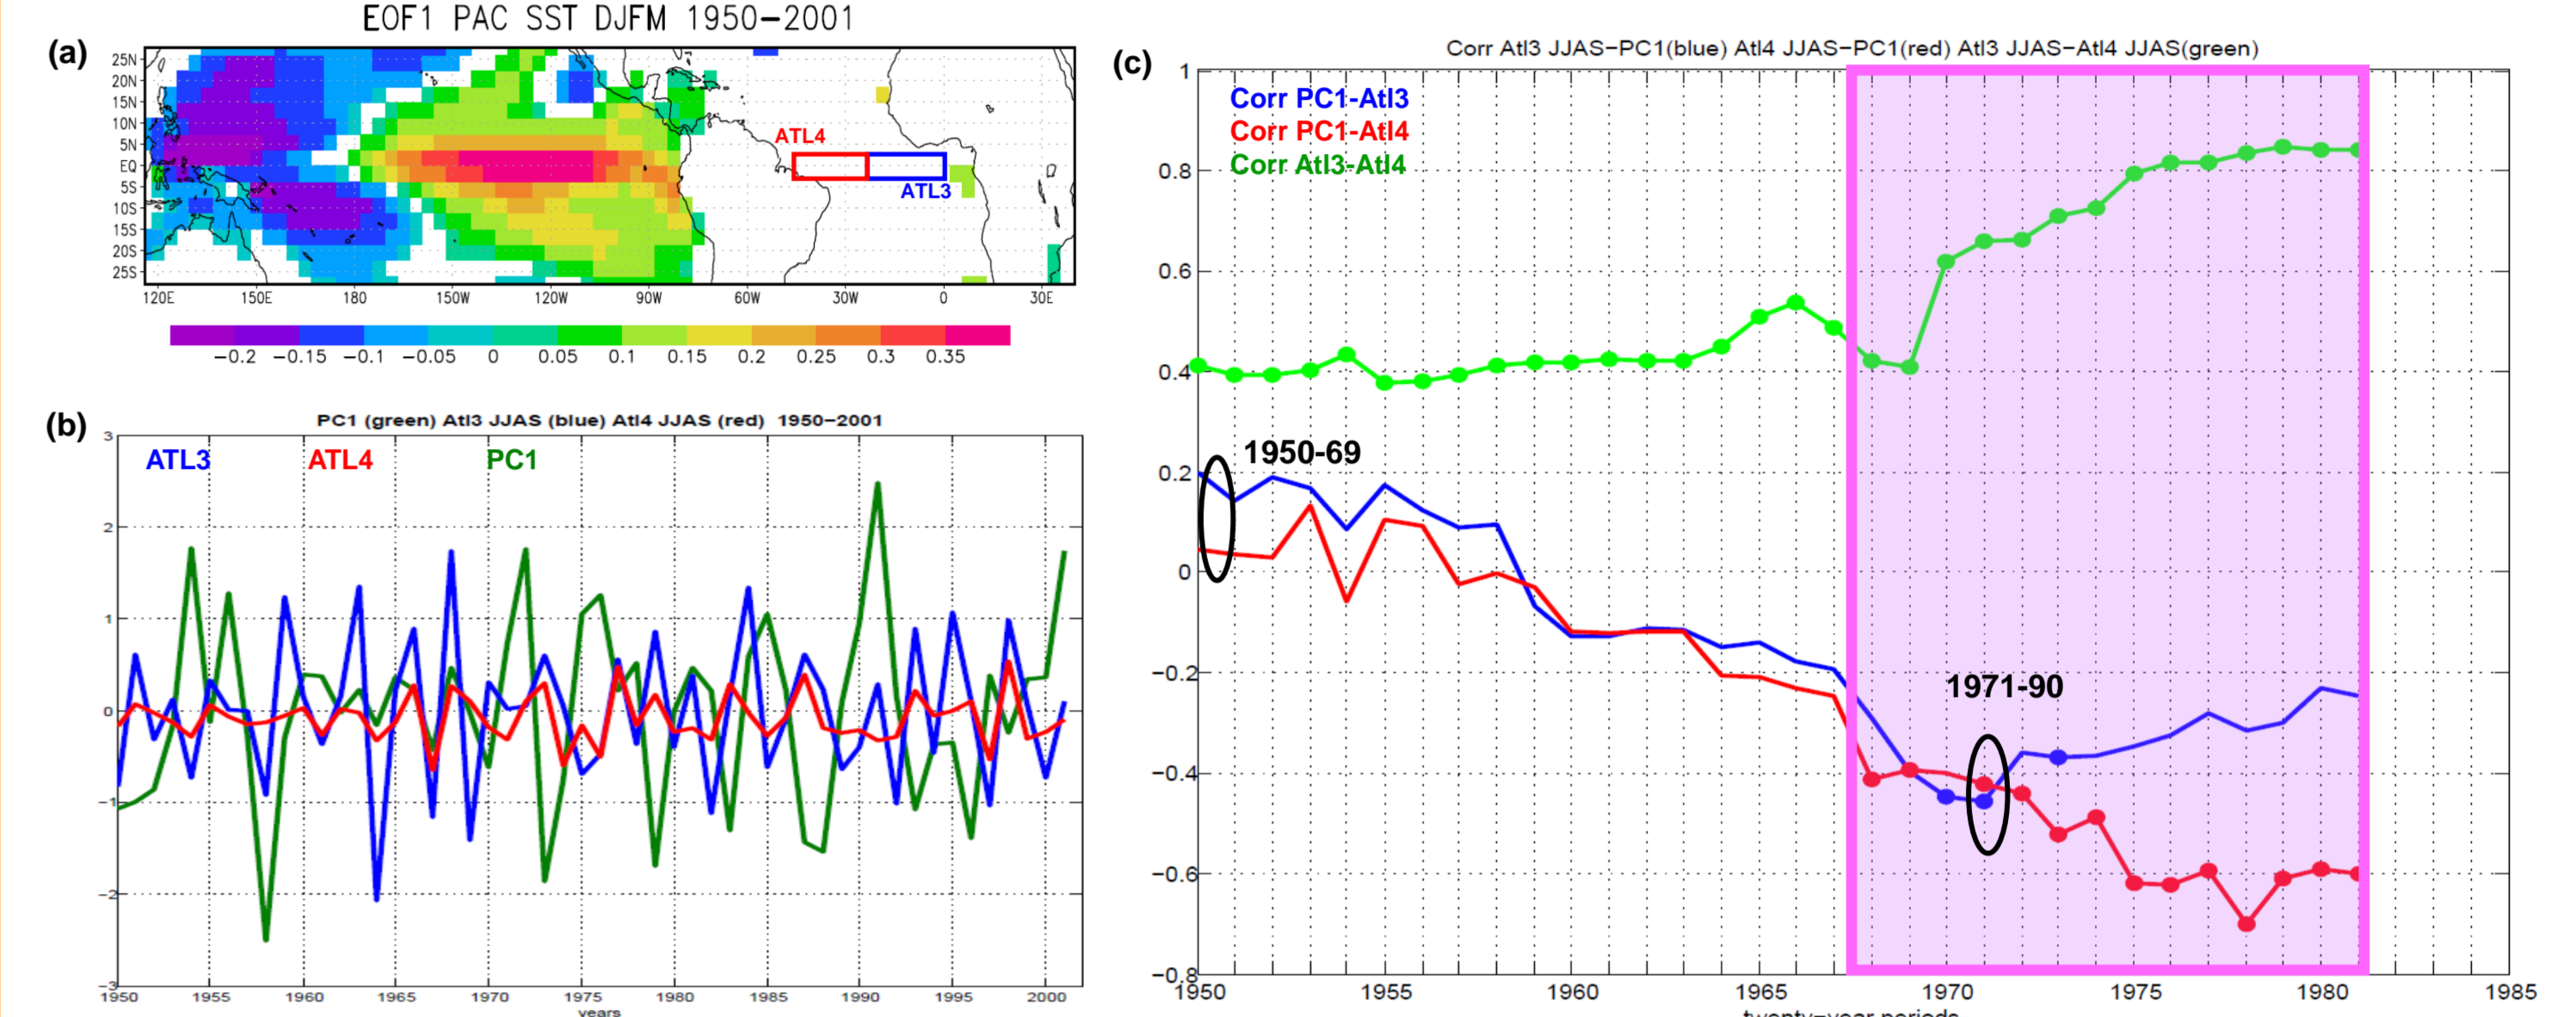 EOF1 PAC SST DJFM 1950−2001
(a)
25N
20N
15N
10N
5N
EQ
5S
10S
15S
20S
25S
ATL4
ATL3
120E 150E 180 150W 120W 90W 60W 30W 0 30E
−0.2 −0.15 −0.1 −0.05 0 0.05 0.1 0.15 0.2 0.25 0.3 0.35
(b)
PC1 (green) Atl3 JJAS (blue) Atl4 JJAS (red) 1950−2001
ATL3 ATL4 PC1
3
2
1
0
−1
−2
−3
1950 1955 1960 1965 1970 1975 1980 1985 1990 1995 2000
years
(c)
Corr Atl3 JJAS−PC1(blue) Atl4 JJAS−PC1(red) Atl3 JJAS−Atl4 JJAS(green)
Corr PC1-Atl3
Corr PC1-Atl4
Corr Atl3-Atl4
1
0.8
0.6
0.4
0.2
0
−0.2
−0.4
−0.6
−0.8
1950-69
1971-90
1950 1955 1960 1965 1970 1975 1980 1985
twenty−year periods